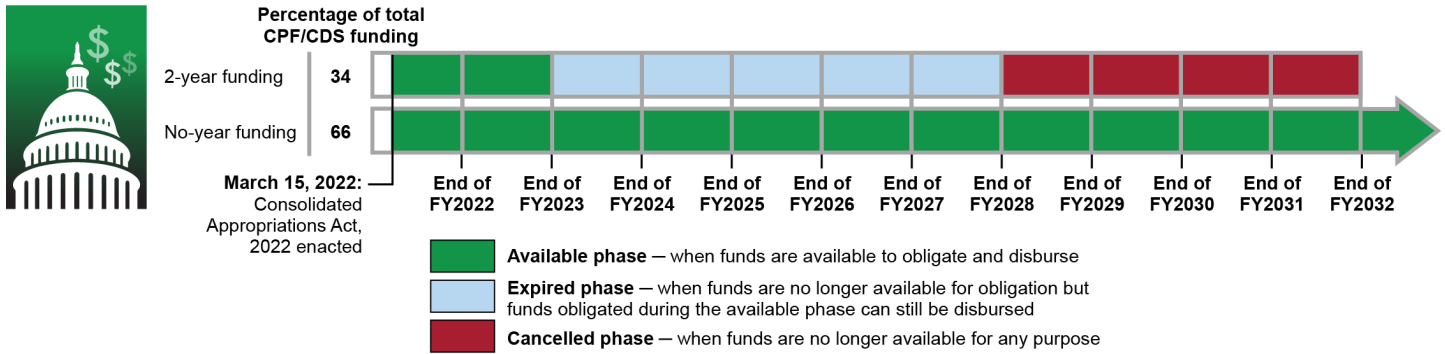 $
$
$
Percentage of total
CPF/CDS funding
2-year funding
34
No-year funding
66
March 15, 2022:
Consolidated
Appropriations Act,
2022 enacted
End of
FY2022
End of
FY2023
End of
FY2024
End of
FY2025
End of
FY2026
End of
FY2027
End of
FY2028
End of
FY2029
End of
FY2030
End of
FY2031
End of
FY2032
Available phase — when funds are available to obligate and disburse
Expired phase — when funds are no longer available for obligation but
funds obligated during the available phase can still be disbursed
Cancelled phase — when funds are no longer available for any purpose